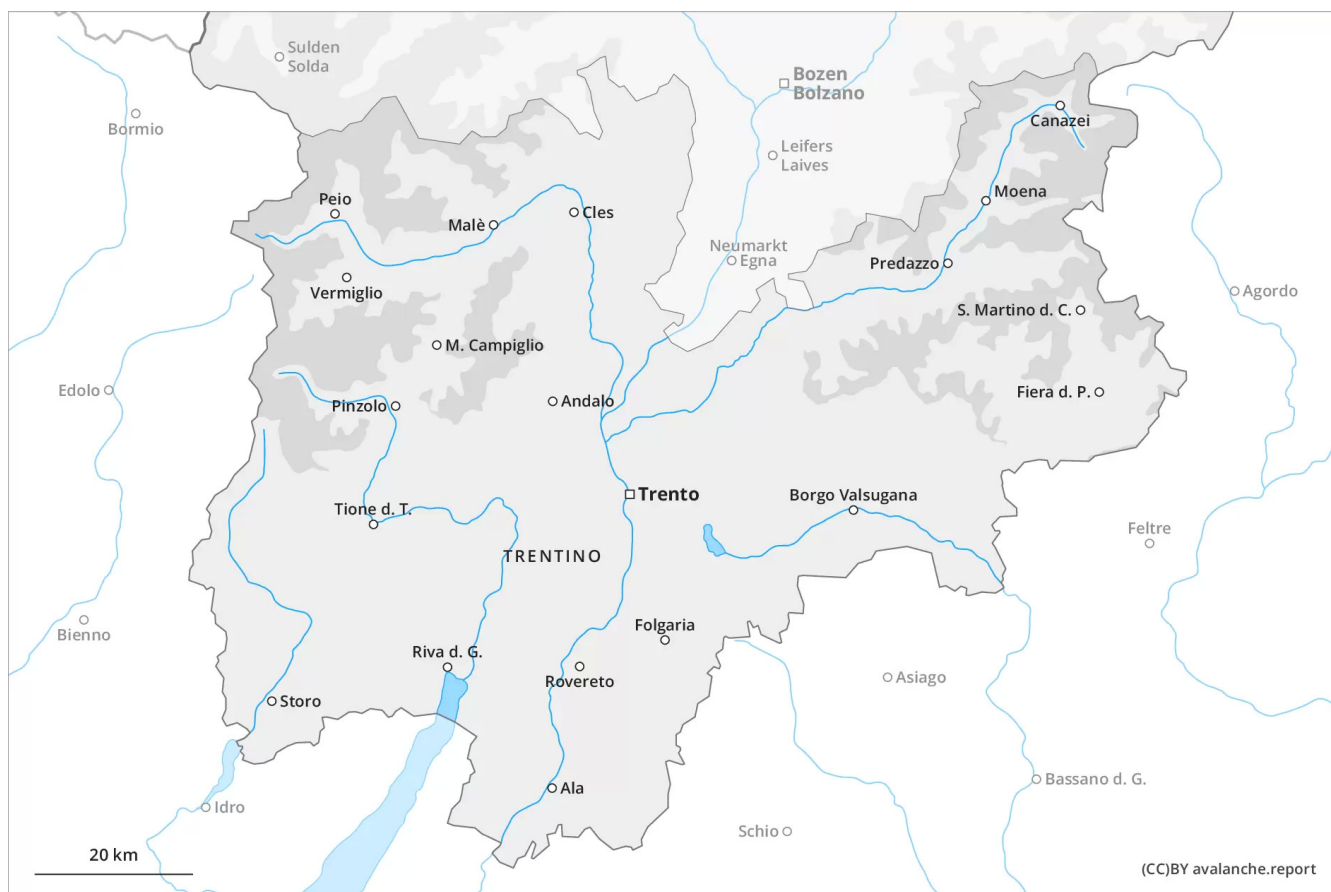 Sulden
Solda
Bozen
Bolzano
Bormio
Canazei
Leifers
Laives
Peio
Moena
Malè
Cles
Neumarkt
Egna
Predazzo
Vermiglio
Agordo
S. Martino d. C.
M. Campiglio
Edolo
Pinzolo
Andalo
Fiera d. P.
Trento
Borgo Valsugana
Tione d. T.
Feltre
TRENTINO
Bienno
Folgaria
Riva d. G.
Rovereto
Asiago
Storo
Bassano d. G.
Ala
Idro
Schio
20 km
(CC)BY avalanche.report